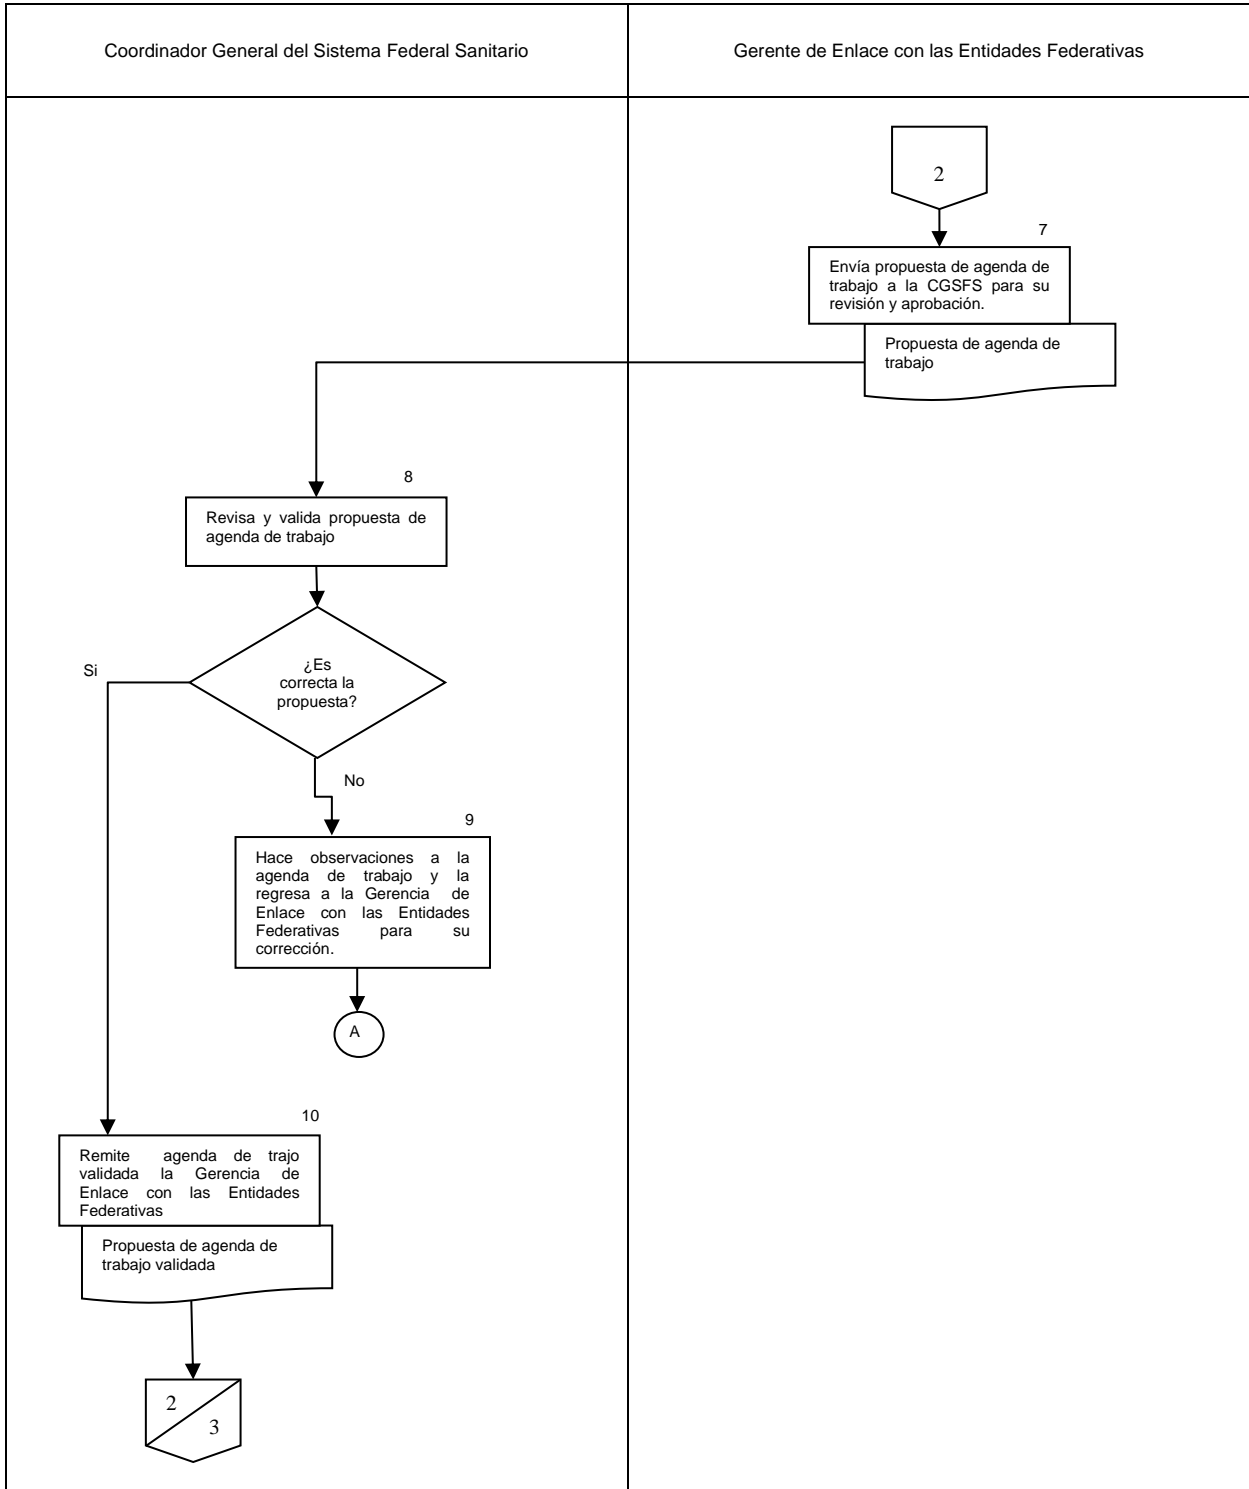 Coordinador General del Sistema Federal Sanitario
Gerente de Enlace con las Entidades Federativas
2
7
Envía propuesta de agenda de
trabajo a la CGSFS para su
revisión y aprobación.
Propuesta de agenda de
trabajo
8
Revisa y valida propuesta de
agenda de trabajo
¿Es
correcta la
propuesta?
Si
No
9
Hace observaciones a la
agenda de trabajo y la
regresa a la Gerencia de
Enlace con las Entidades
Federativas para su
corrección.
A
10
Remite agenda de trajo
validada la Gerencia de
Enlace con las Entidades
Federativas
Propuesta de agenda de
trabajo validada
2
3